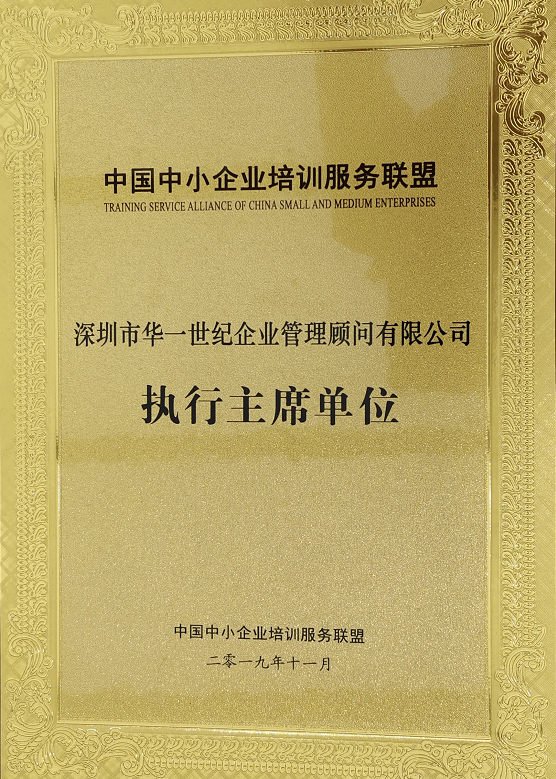 中国中小企业培训服务联盟
TRAINING SERVICE ALLIANCE OF CHINA SMALL AND MEDIUM ENTERPRISES
深圳市华一世纪企业管理顾问有限公司
执行主席单位
中国中小企业培训服务联盟
二零一九年十一月